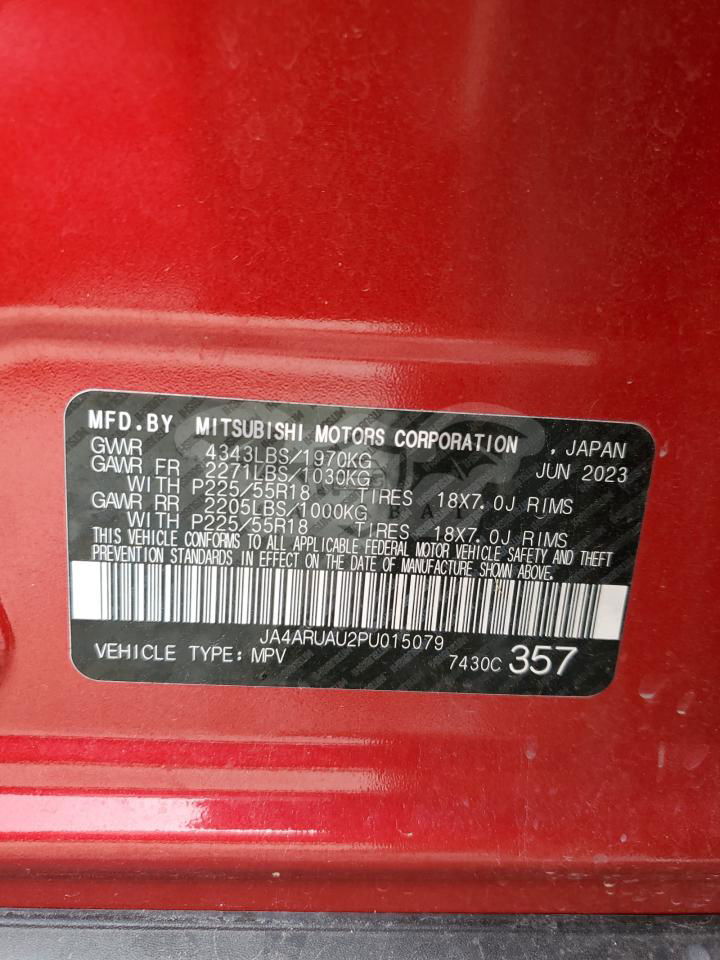 MFD.BY MITSUBISHI MOTORS CORPORATION , JAPAN
GVWR 4343LBS/1970KG JUN 2023
GAWR FR 2271LBS/1030KG
WITH P225/55R18 TIRES 18X7.0J RIMS
GAWR RR 2205LBS/1000KG
WITH P225/55R18 TIRES 18X7.0J RIMS
THIS VEHICLE CONFORMS TO ALL APPLICABLE FEDERAL MOTOR VEHICLE SAFETY AND THEFT
PREVENTION STANDARDS IN EFFECT ON THE DATE OF MANUFACTURE SHOWN ABOVE.
JA4ARUAU2PU015079
VEHICLE TYPE: MPV 7430C 357